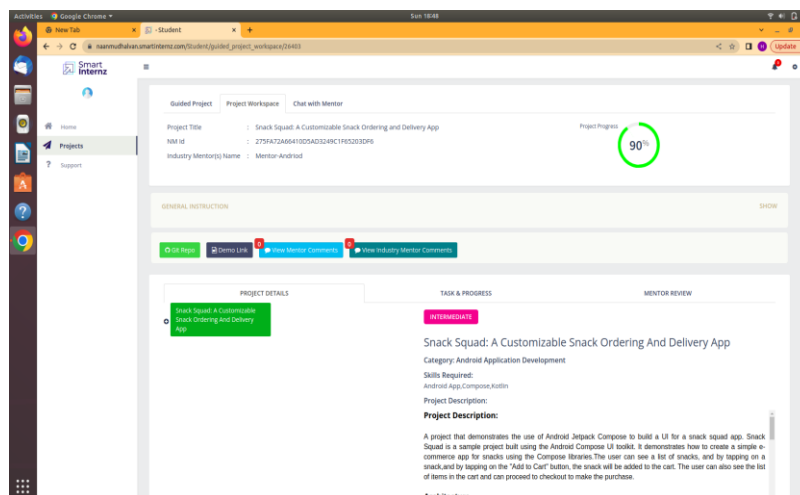 Activities
Google Chrome
Sun 18:48
New Tab
- Student
naanmudhalvan.smartinternz.com/Student/guided_project_workspace/26403
Update
Smart
Internz
Home
Projects
Support
Guided Project
Project Workspace
Chat with Mentor
Project Title : Snack Squad: A Customizable Snack Ordering and Delivery App
NM Id : 275FA72A66410D5AD3249C1F65203DF6
Industry Mentor(s) Name : Mentor-Andriod
Project Progress
90%
GENERAL INSTRUCTION
SHOW
Git Repo
Demo Link
0
View Mentor Comments
0
View Industry Mentor Comments
PROJECT DETAILS
TASK & PROGRESS
MENTOR REVIEW
Snack Squad: A Customizable
Snack Ordering And Delivery
App
INTERMEDIATE
Snack Squad: A Customizable Snack Ordering And Delivery App
Category: Android Application Development
Skills Required:
Android App,Compose,Kotlin
Project Description:
Project Description:
A project that demonstrates the use of Android Jetpack Compose to build a UI for a snack squad app. Snack
Squad is a sample project built using the Android Compose UI toolkit. It demonstrates how to create a simple e-
commerce app for snacks using the Compose libraries.The user can see a list of snacks, and by tapping on a
snack,and by tapping on the "Add to Cart" button, the snack will be added to the cart. The user can also see the list
of items in the cart and can proceed to checkout to make the purchase.